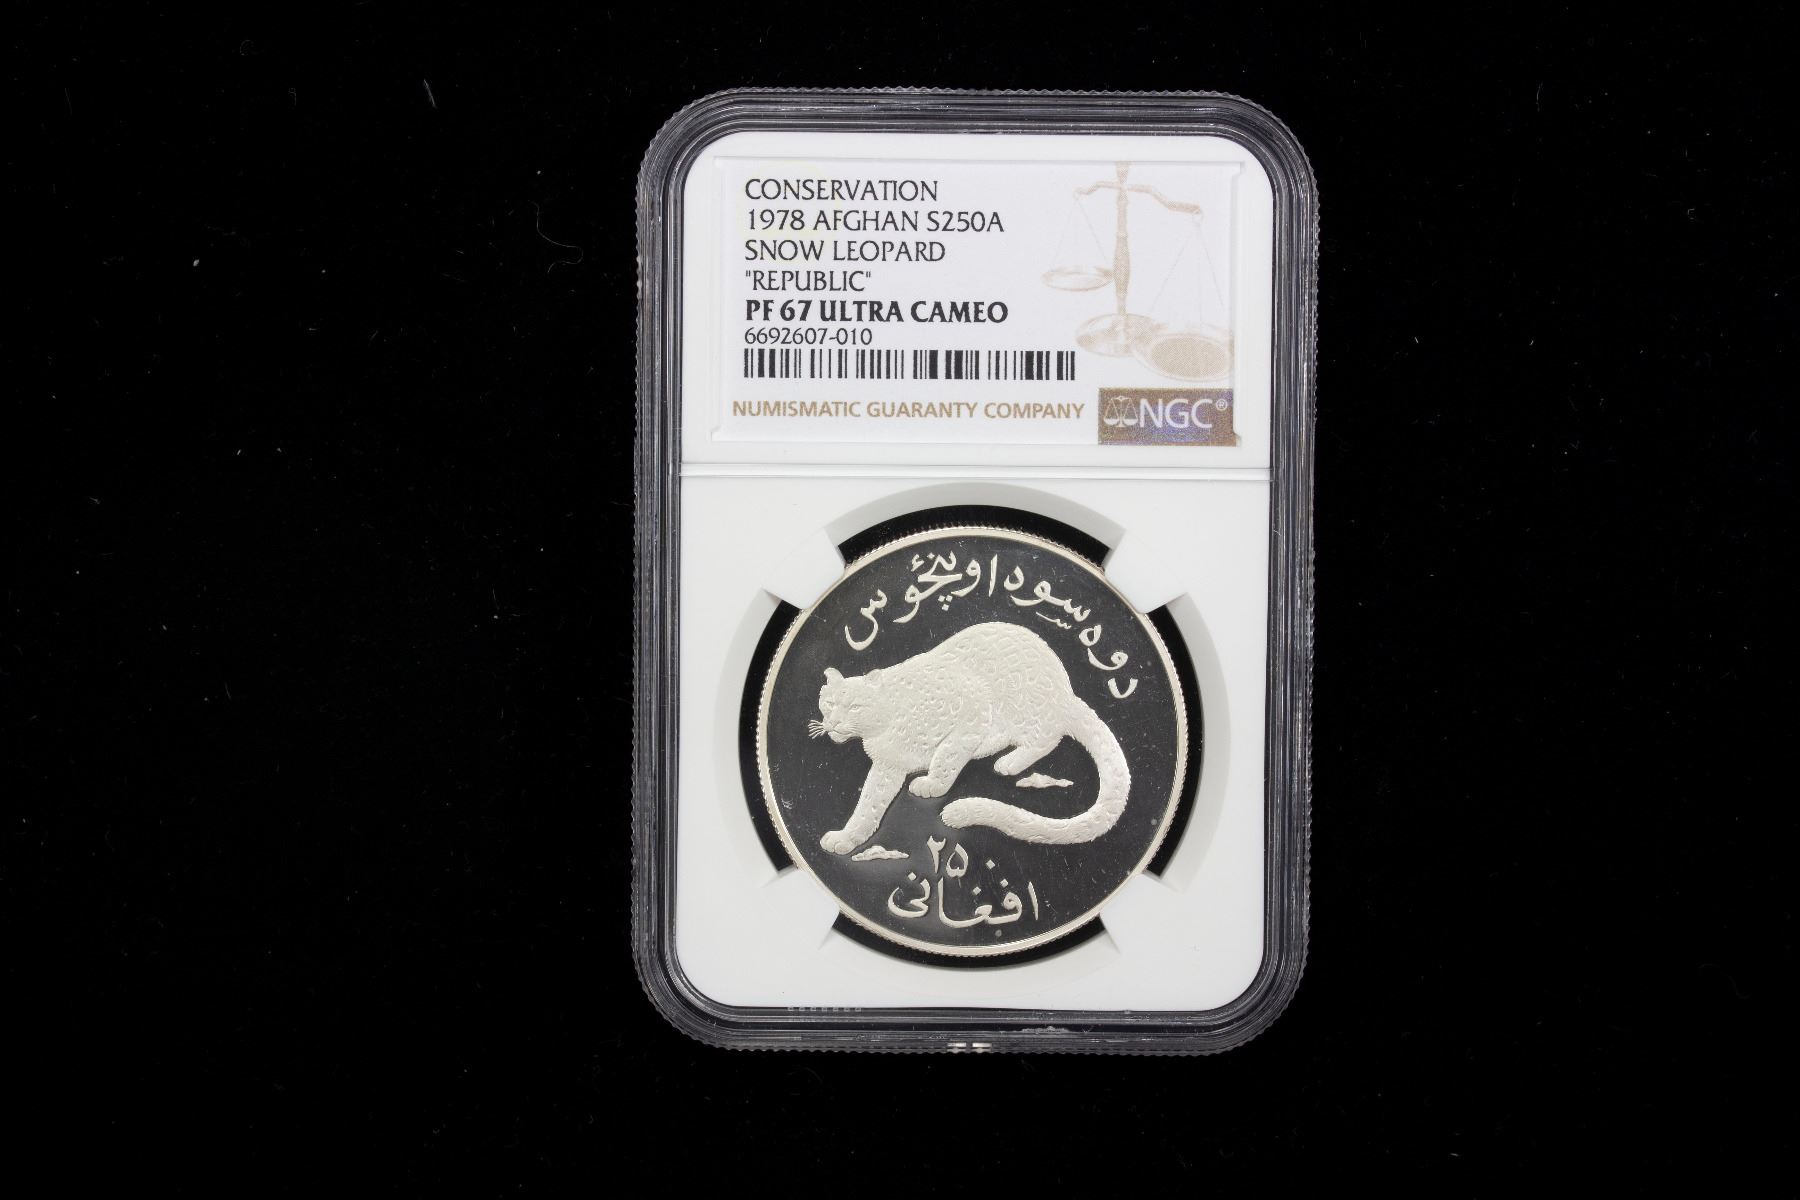 CONSERVATION
1978 AFGHAN S250A
SNOW LEOPARD
"REPUBLIC"
PF 67 ULTRA CAMEO
6692607-010
NUMISMATIC GUARANTY COMPANY
NGC®
دوه سوه او پنځوس
۲۵۰
افغانی